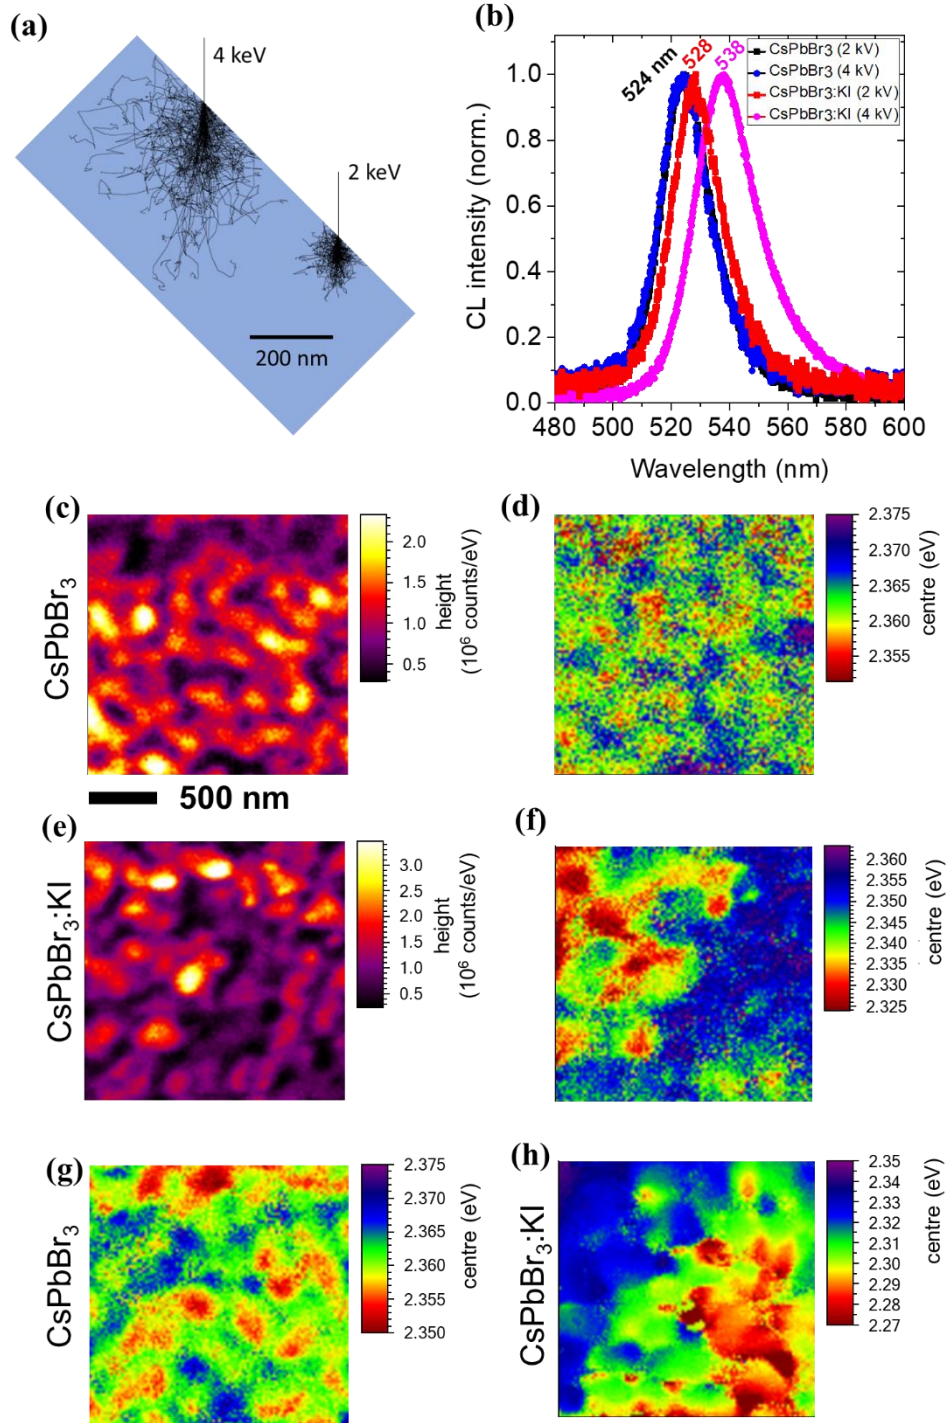 (a)
4 keV
2 keV
200 nm
(b)
524 nm
528
538
CsPbBr3 (2 kV)
CsPbBr3 (4 kV)
CsPbBr3:KI (2 kV)
CsPbBr3:KI (4 kV)
CL intensity (norm.)
1.0
0.8
0.6
0.4
0.2
0.0
480 500 520 540 560 580 600
Wavelength (nm)
(c)
CsPbBr3
2.0
1.5
1.0
0.5
height
(10^6 counts/eV)
500 nm
(d)
2.375
2.370
2.365
2.360
2.355
centre (eV)
(e)
CsPbBr3:KI
3.0
2.5
2.0
1.5
1.0
0.5
height
(10^6 counts/eV)
(f)
2.360
2.355
2.350
2.345
2.340
2.335
2.330
2.325
centre (eV)
(g)
CsPbBr3
2.375
2.370
2.365
2.360
2.355
2.350
centre (eV)
(h)
CsPbBr3:KI
2.35
2.34
2.33
2.32
2.31
2.30
2.29
2.28
2.27
centre (eV)